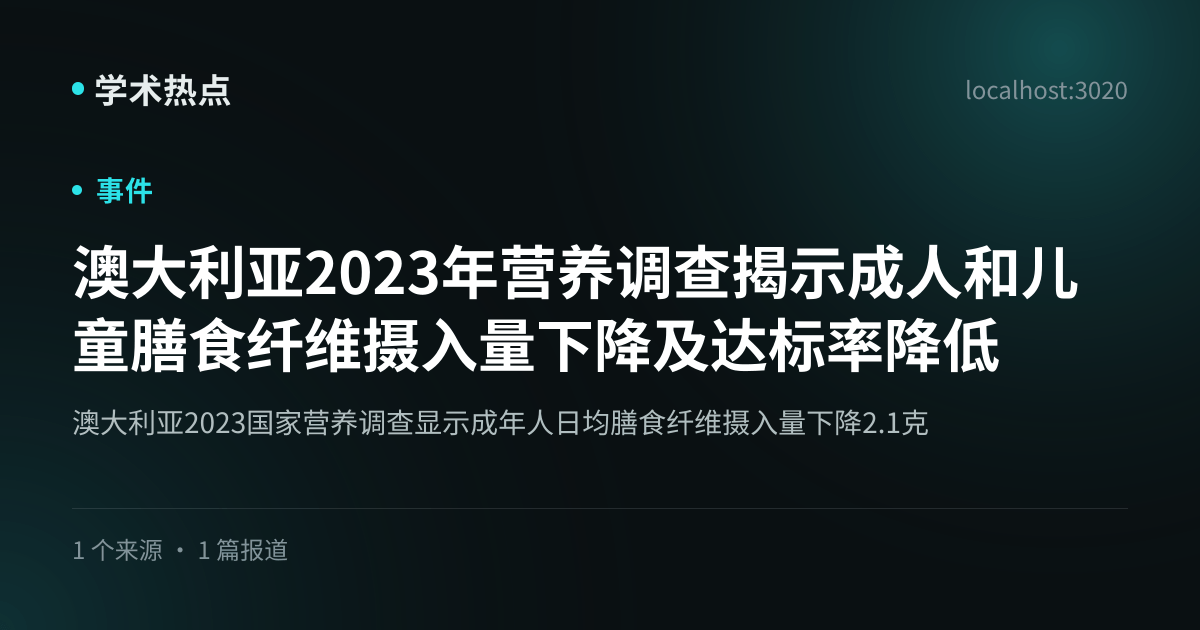 学术热点
localhost:3020
事件
澳大利亚2023年营养调查揭示成人和儿
童膳食纤维摄入量下降及达标率降低
澳大利亚2023国家营养调查显示成年人日均膳食纤维摄入量下降2.1克
1 个来源 · 1 篇报道